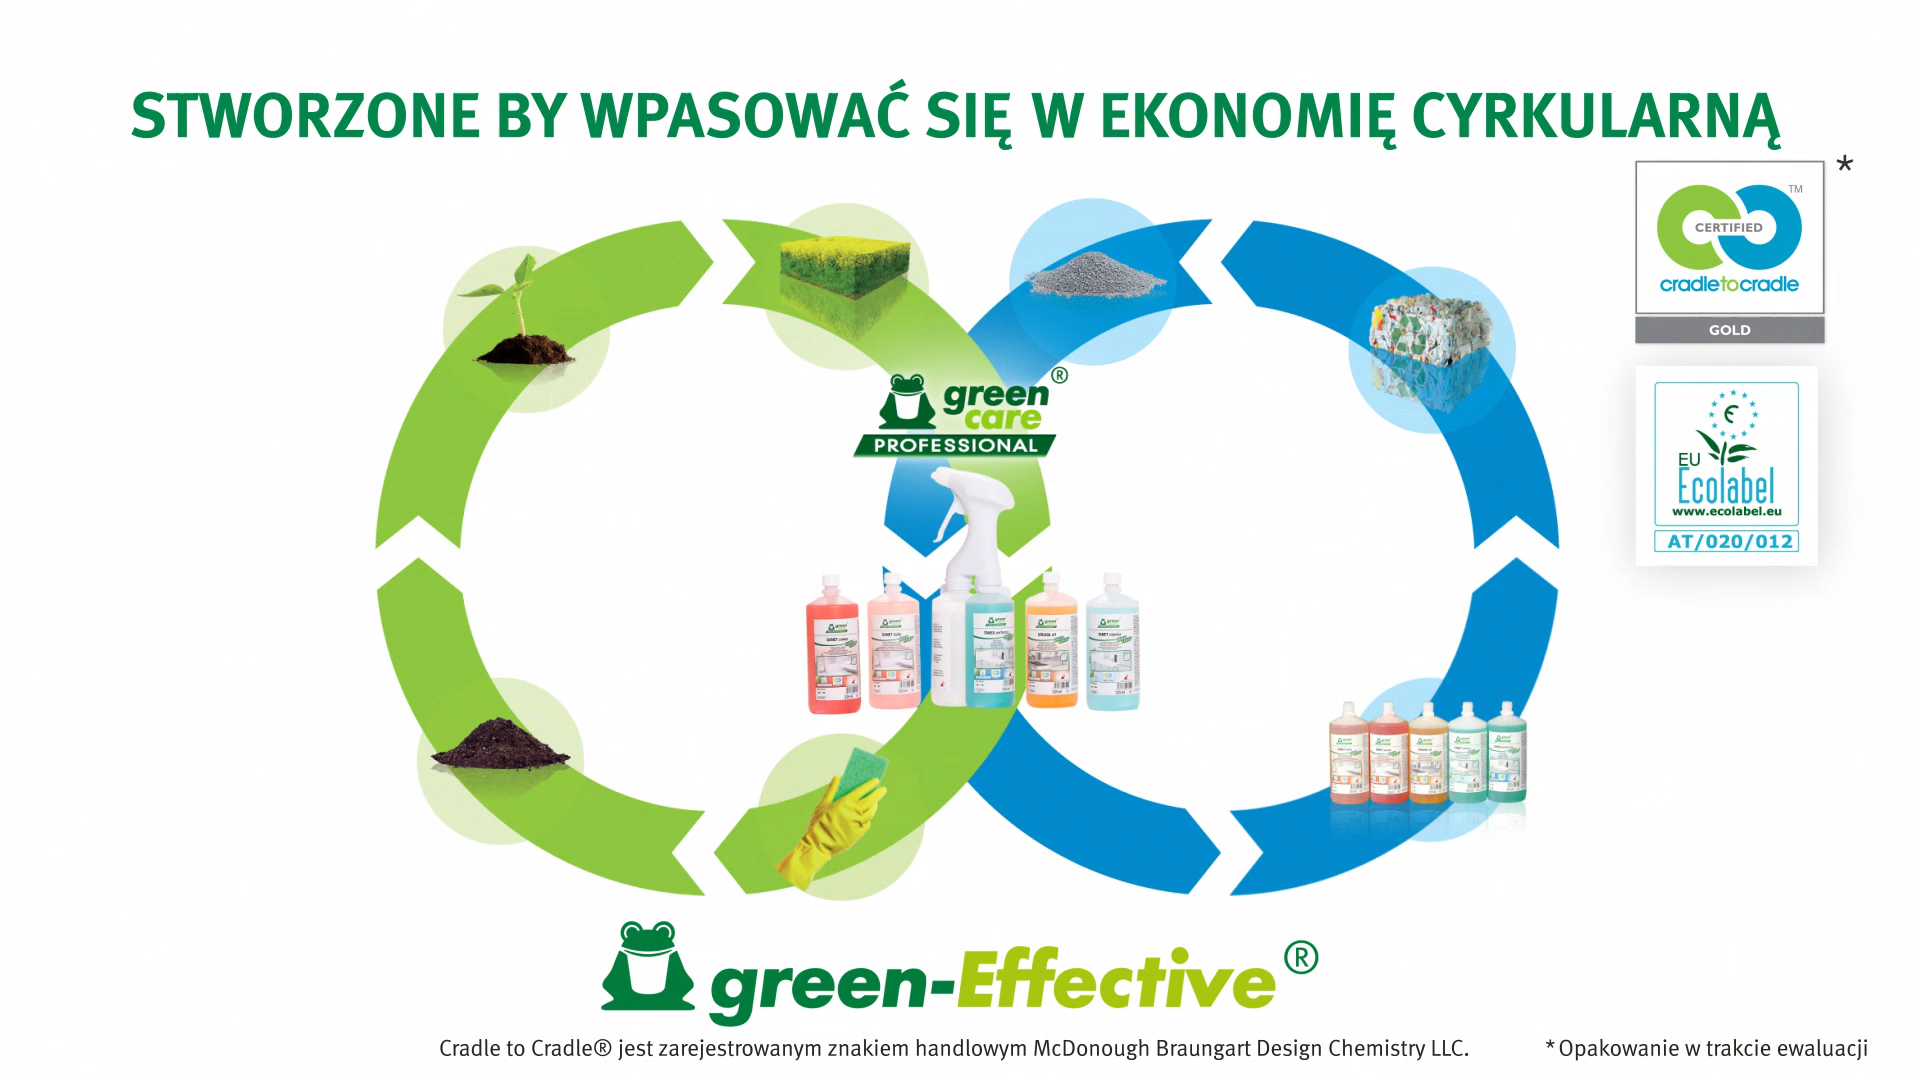 STWORZONE BY WPASOWAĆ SIĘ W EKONOMIĘ CYRKULARNĄ
*
TM
CERTIFIED
cradletocradle
GOLD
EU
Ecolabel
www.ecolabel.eu
AT/020/012
green ®
care
PROFESSIONAL
green-Effective ®
Cradle to Cradle® jest zarejestrowanym znakiem handlowym McDonough Braungart Design Chemistry LLC.
*Opakowanie w trakcie ewaluacji